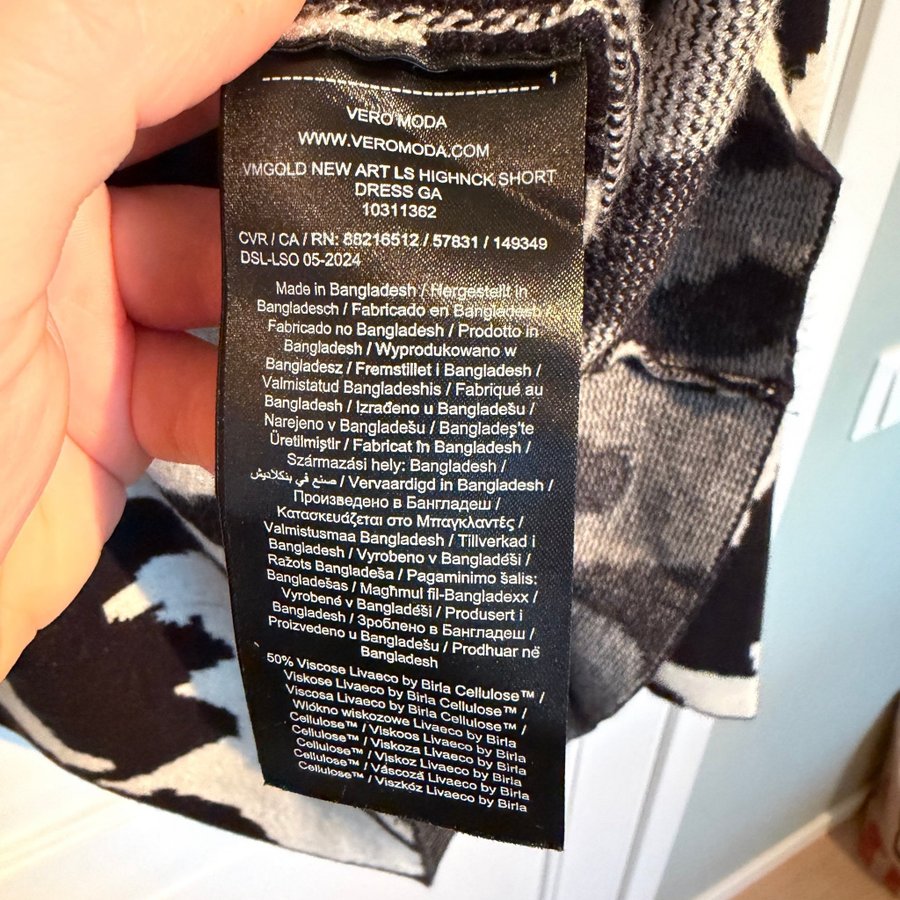 1
VERO MODA
WWW.VEROMODA.COM
VMGOLD NEW ART LS HIGHNCK SHORT
DRESS GA
10311362
CVR / CA / RN: 88216512 / 57831 / 149349
DSL-LSO 05-2024
Made in Bangladesh / Hergestellt in
Bangladesch / Fabricado en Bangladesh /
Fabricado no Bangladesh / Prodotto in
Bangladesh / Wyprodukowano w
Bangladesz / Fremstillet i Bangladesh /
Valmistatud Bangladeshis / Fabriqué au
Bangladesh / Izrađeno u Bangladešu /
Narejeno v Bangladešu / Bangladeş'te
Üretilmiştir / Fabricat în Bangladesh /
Származási hely: Bangladesh /
صنع في بنكلاديش / Vervaardigd in Bangladesh /
Произведено в Бангладеш /
Κατασκευάζεται στο Μπαγκλαντές /
Valmistusmaa Bangladesh / Tillverkad i
Bangladesh / Vyrobeno v Bangladéši /
Ražots Bangladeša / Pagaminimo šalis:
Bangladešas / Magħmul fil-Bangladexx /
Vyrobené v Bangladéši / Produsert i
Bangladesh / Зроблено в Бангладеш /
Proizvedeno u Bangladešu / Prodhuar në
Bangladesh
50% Viscose Livaeco by Birla Cellulose™ /
Viskose Livaeco by Birla Cellulose™ /
Viscosa Livaeco by Birla Cellulose™ /
Włókno wiskozowe Livaeco by Birla
Cellulose™ / Viskoos Livaeco by Birla
Cellulose™ / Viskoza Livaeco by Birla
Cellulose™ / Viskoz Livaeco by Birla
Cellulose™ / Vâscoză Livaeco by Birla
Cellulose™ / Viszkóz Livaeco by Birla